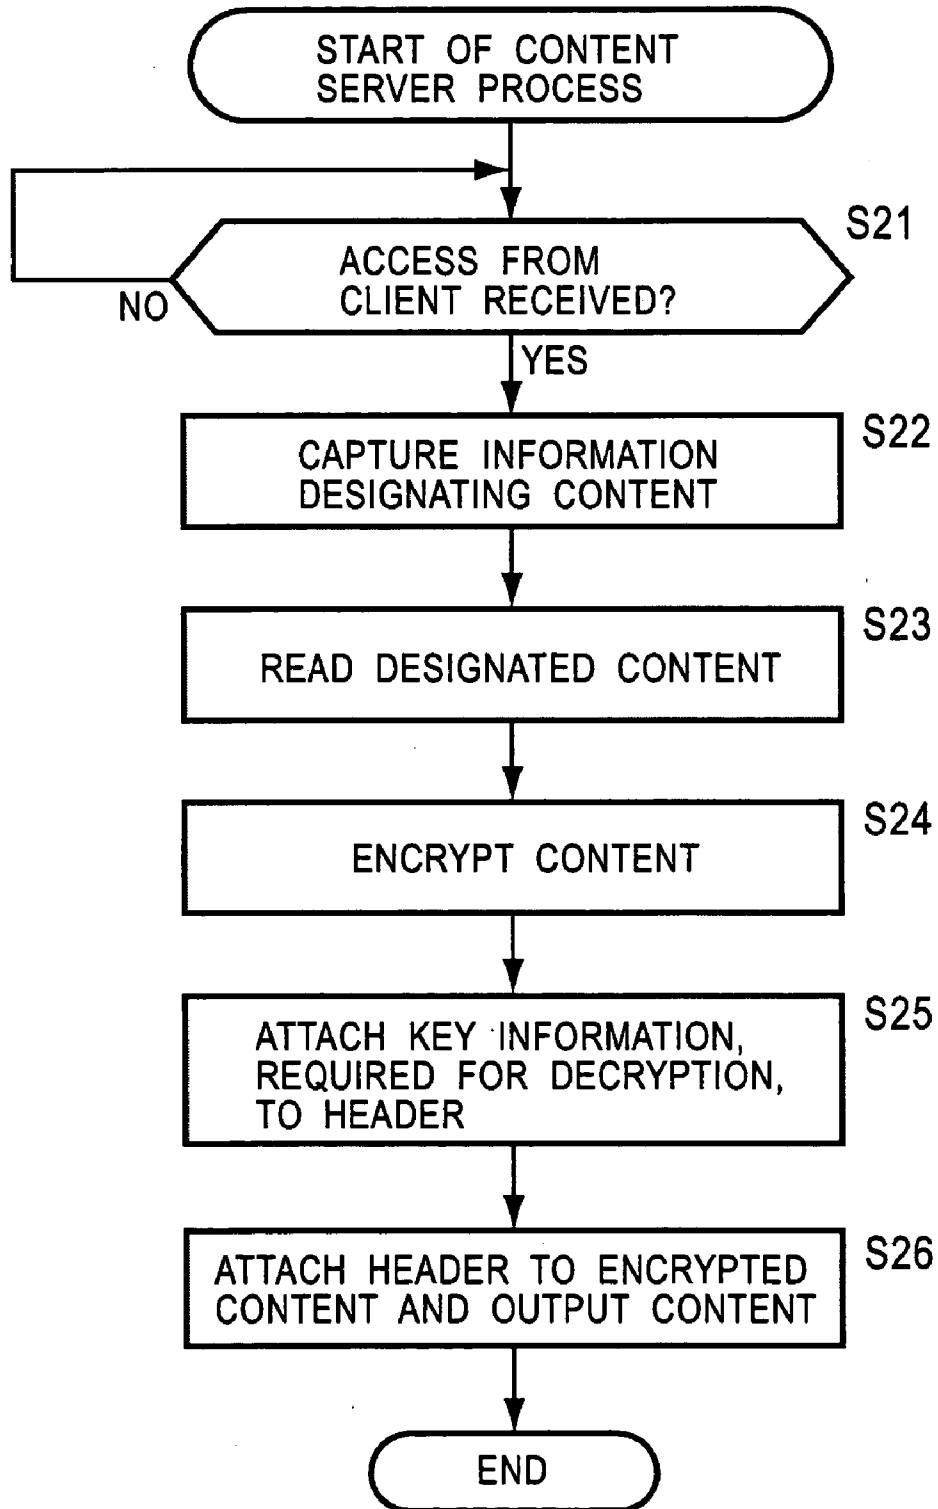 START OF CONTENT
SERVER PROCESS
S21
ACCESS FROM
CLIENT RECEIVED?
NO
YES
S22
CAPTURE INFORMATION
DESIGNATING CONTENT
S23
READ DESIGNATED CONTENT
S24
ENCRYPT CONTENT
S25
ATTACH KEY INFORMATION,
REQUIRED FOR DECRYPTION,
TO HEADER
S26
ATTACH HEADER TO ENCRYPTED
CONTENT AND OUTPUT CONTENT
END